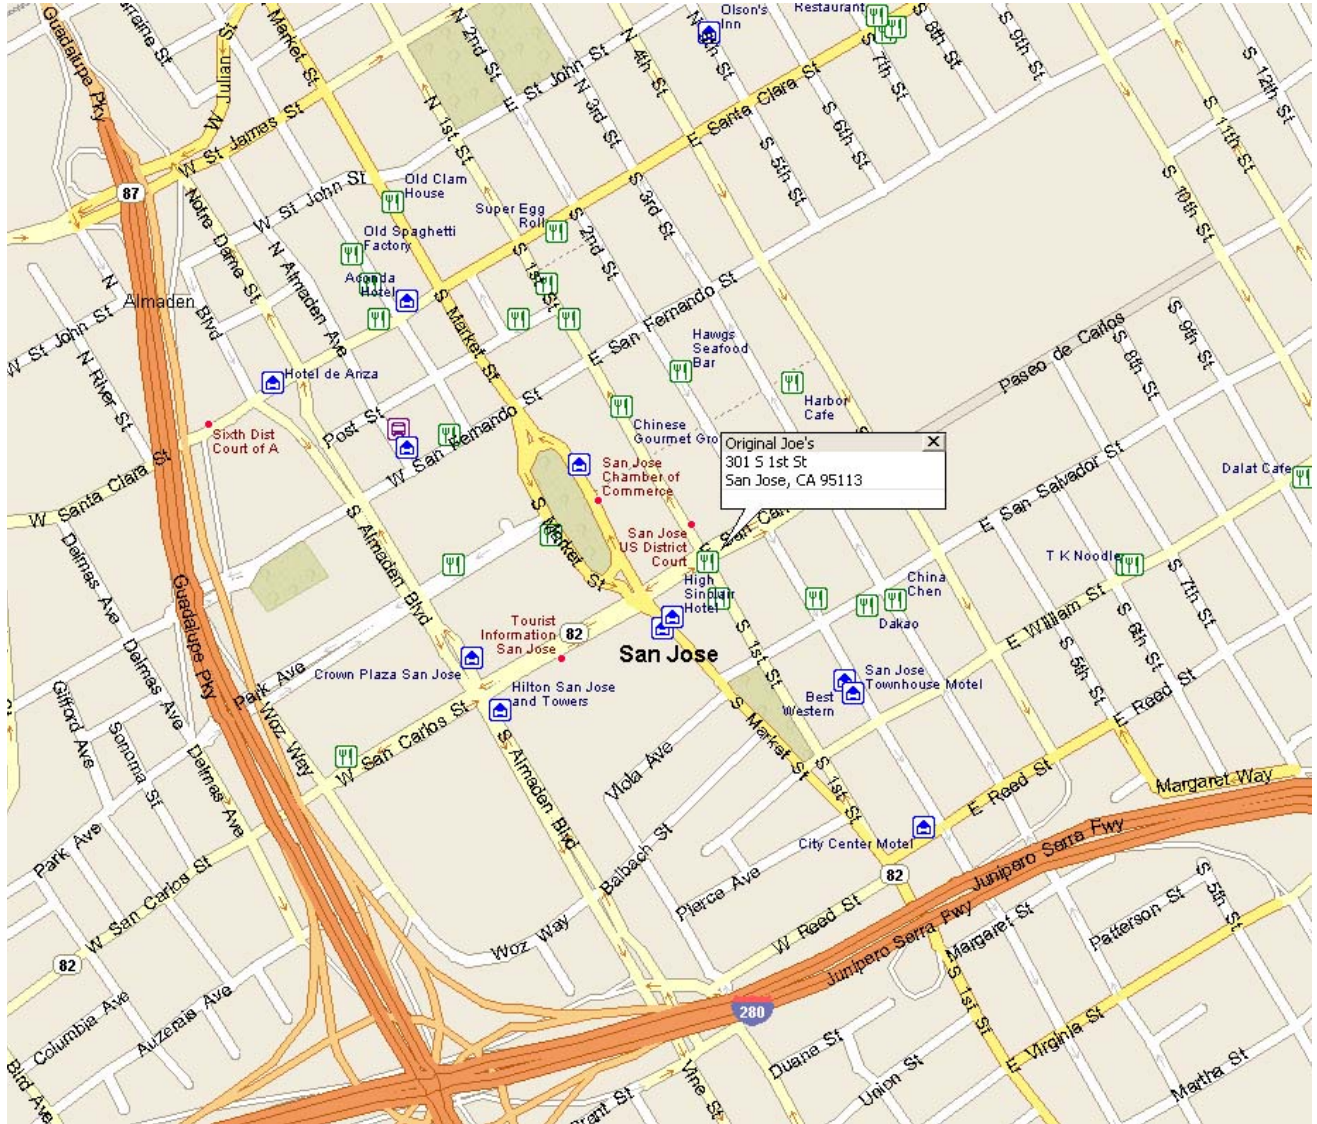 Guadalupe Pky
Lorraine St
W Julian St
Market St
N 2nd St
N 4th St
Olson's
Inn
Restaurant
S 8th St
S 9th St
S 12th St
E St John St
N 3rd St
S 7th St
W St James St
N 1st St
E Santa Clara St
S 6th St
S 5th St
S 11th St
S 10th St
87
W St John St
Old Clam
House
Notre Dame St
Super Egg
Roll
S 3rd St
S 2nd St
S 1st St
Old Spaghetti
Factory
N Almaden Ave
Hotel
N Almaden Blvd
S Market St
E San Fernando St
W St John St
N River St
Hawgs
Seafood
Bar
Paseo de Carlos
S 8th St
S 9th St
Hotel de Anza
Harbor
Cafe
Post St
W San Fernando St
Chinese
Gourmet Gro
Sixth Dist
Court of A
Original Joe's
301 S 1st St
San Jose, CA 95113
W Santa Clara St
San Jose
Chamber of
Commerce
Dalat Cafe
E San Salvador St
S Market St
San Jose
US District
Court
S Almaden Blvd
Delmas Ave
Guadalupe Pky
T K Noodle
S 7th St
High
Hotel
China
Chen
Dakao
E William St
S 6th St
S 5th St
Tourist
Information
San Jose
82
San Jose
S 1st St
Delmas Ave
Park Ave
Crown Plaza San Jose
Hilton San Jose
and Towers
San Jose
Townhouse Motel
Best
Western
E Reed St
Gifford Ave
Sonoma St
Woz Way
W San Carlos St
S Market St
S Almaden Blvd
Viola Ave
S 1st St
E Reed St
Margaret Way
Delmas Ave
Park Ave
Balbach St
City Center Motel
Junipero Serra Fwy
82
Pierce Ave
W San Carlos St
W Reed St
Margaret St
Patterson St
S 5th St
Woz Way
Junipero Serra Fwy
82
S 1st St
280
Columbia Ave
Auzerais Ave
E Virginia St
Duane St
Union St
Martha St
Bird Ave
Vine St